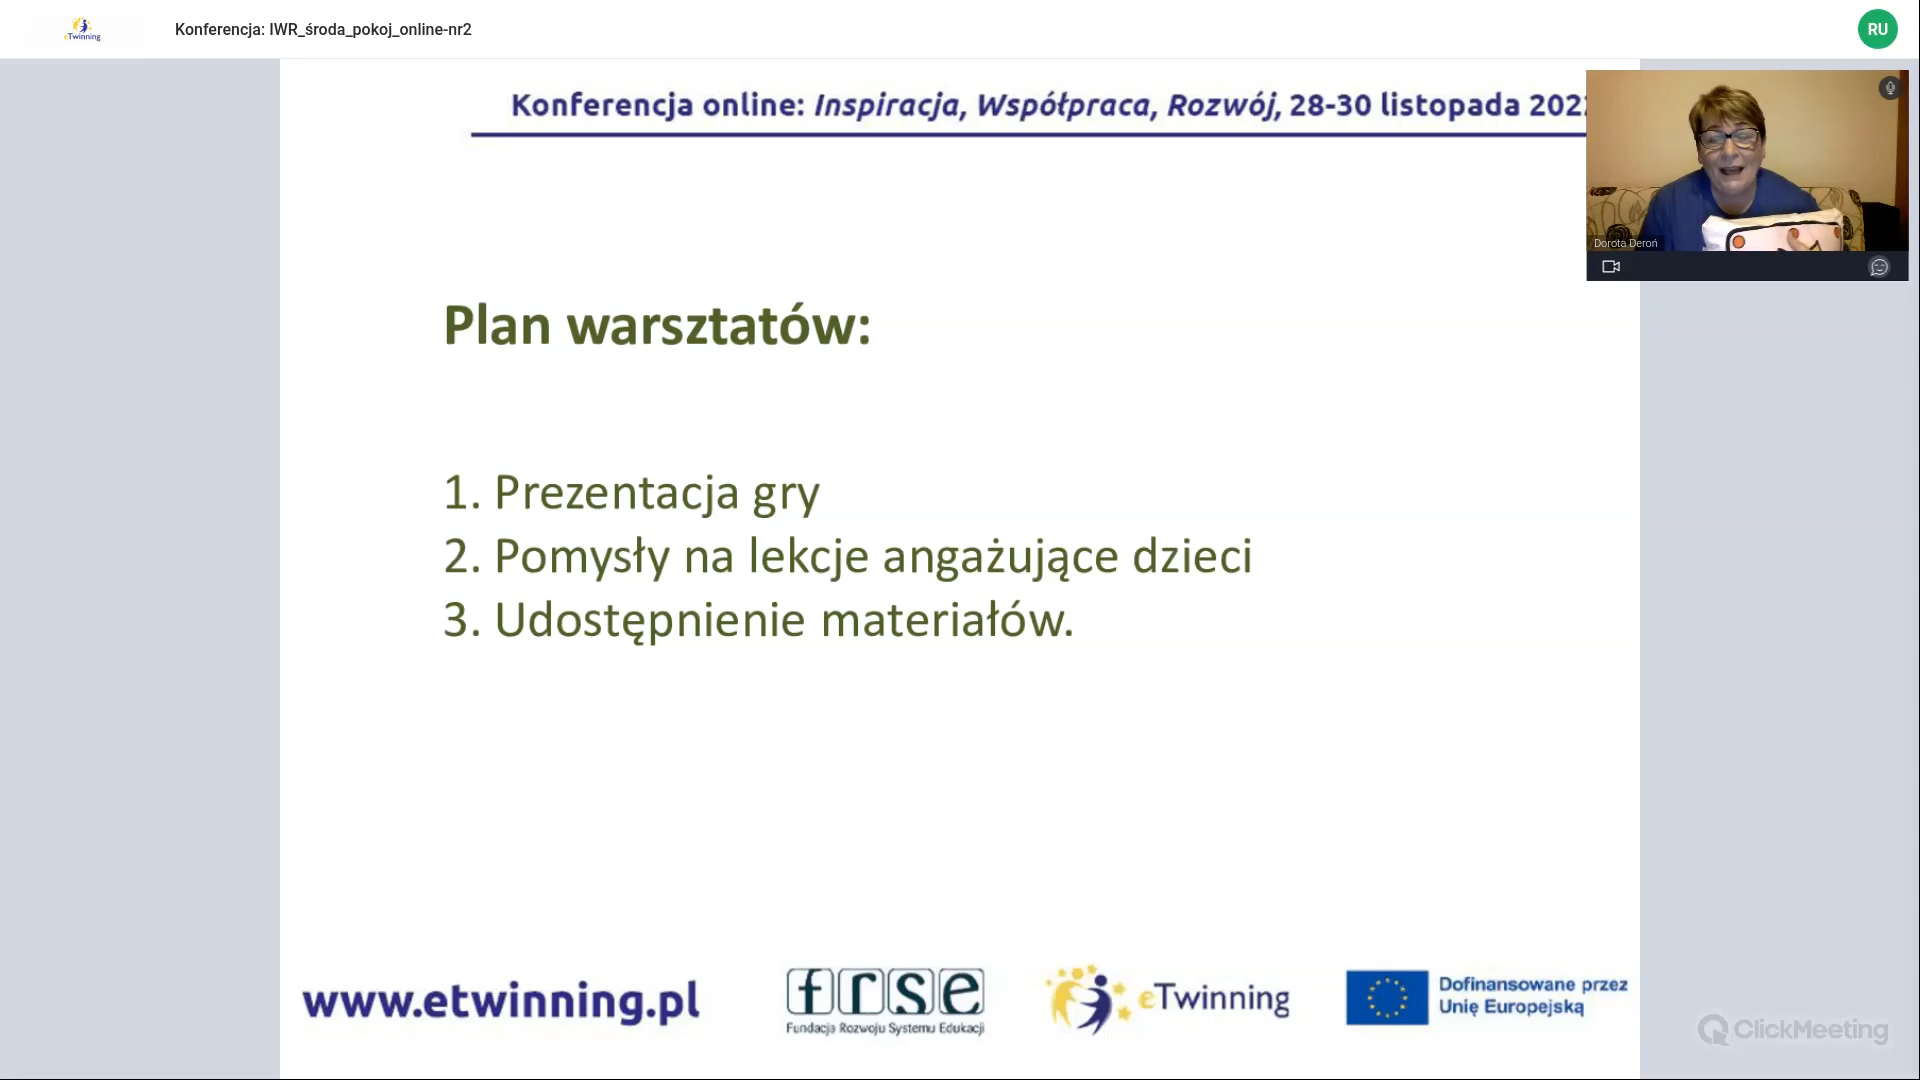 eTwinning
Konferencja: IWR_środa_pokoj_online-nr2
RU
Konferencja online: Inspiracja, Współpraca, Rozwój, 28-30 listopada
Dorota Deroń
Plan warsztatów:
1. Prezentacja gry
2. Pomysły na lekcje angażujące dzieci
3. Udostępnienie materiałów.
www.etwinning.pl
frse
Fundacja Rozwoju Systemu Edukacji
eTwinning
Dofinansowane przez
Unię Europejską
ClickMeeting